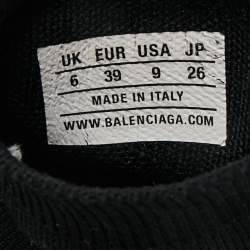 UK EUR USA JP
6 39 9 26
MADE IN ITALY
WWW.BALENCIAGA.COM